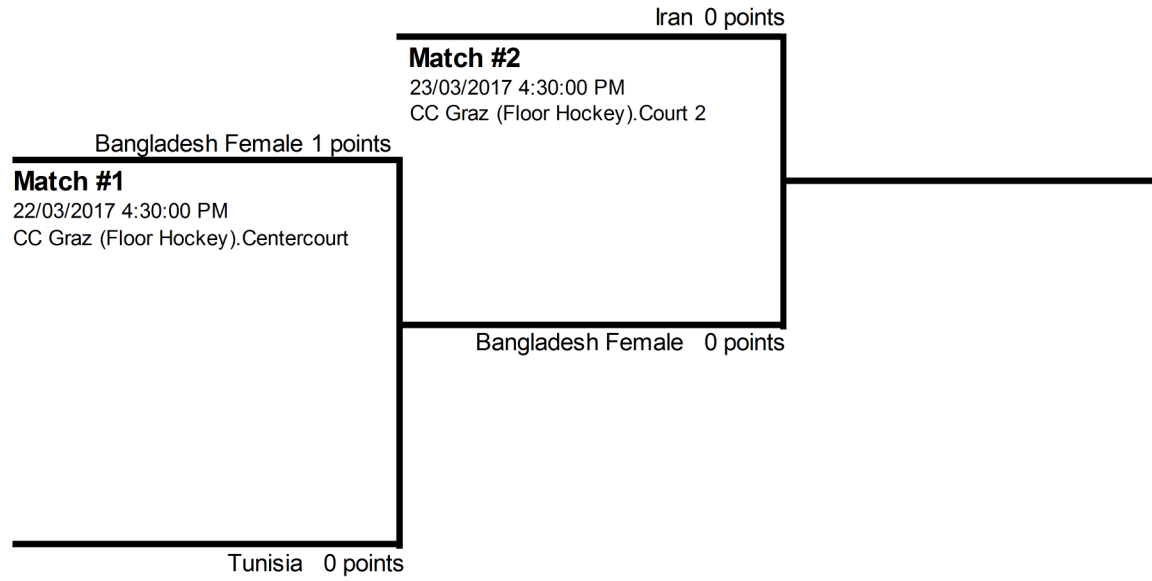 Iran 0 points
Match #2
23/03/2017 4:30:00 PM
CC Graz (Floor Hockey).Court 2
Bangladesh Female 1 points
Match #1
22/03/2017 4:30:00 PM
CC Graz (Floor Hockey).Centercourt
Bangladesh Female 0 points
Tunisia 0 points